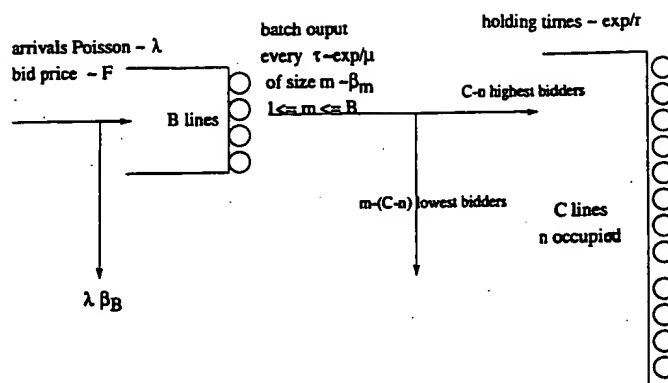 arrivals Poisson ~ λ
bid price ~ F
B lines
λ β_B
batch ouput
every τ~exp/μ
of size m ~β_m
1<= m <= B
m-(C-n) lowest bidders
holding times ~ exp/r
C-n highest bidders
C lines
n occupied